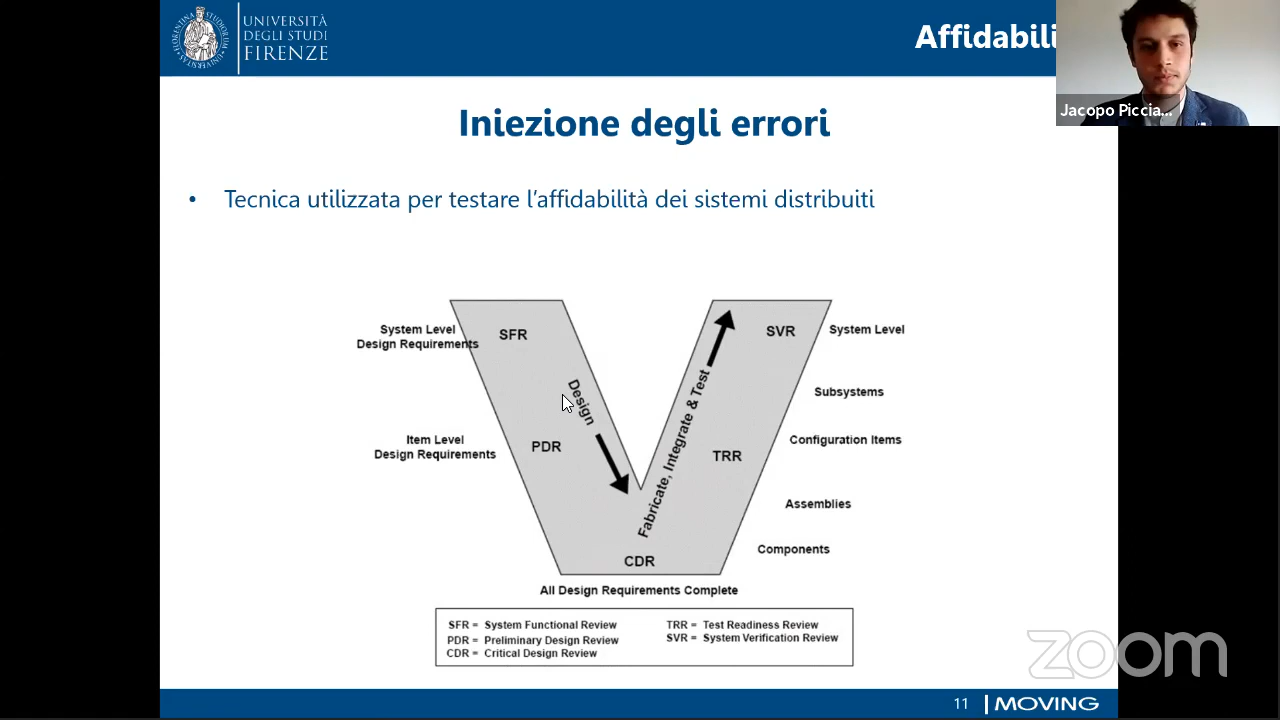 UNIVERSITÀ
DEGLI STUDI
FIRENZE
Affidabili
Jacopo Piccia...
Iniezione degli errori
• Tecnica utilizzata per testare l'affidabilità dei sistemi distribuiti
System Level
Design Requirements
SFR
SVR
System Level
Design
Subsystems
Item Level
Design Requirements
PDR
Fabricate, Integrate & Test
TRR
Configuration Items
Assemblies
Components
CDR
All Design Requirements Complete
SFR = System Functional Review
PDR = Preliminary Design Review
CDR = Critical Design Review
TRR = Test Readiness Review
SVR = System Verification Review
zoom
11 | MOVING